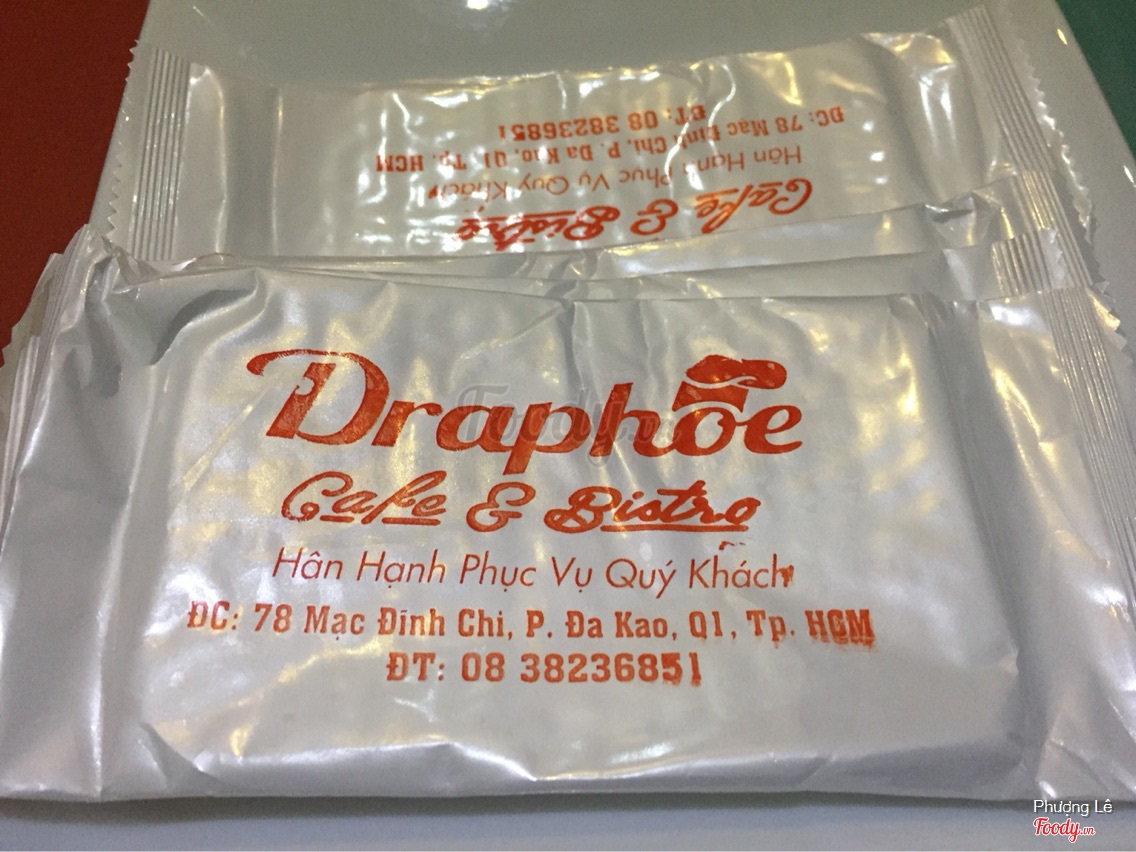 ĐC: 78 Mạc Đĩnh Chi, P. Đa Kao, Q1, Tp. HCM
ĐT: 08 38236851
Hân Hạnh Phục Vụ Quý Khách
Cafe & Bistro
Draphoe
Cafe & Bistro
Hân Hạnh Phục Vụ Quý Khách
ĐC: 78 Mạc Đĩnh Chi, P. Đa Kao, Q1, Tp. HCM
ĐT: 08 38236851
Foody.vn
Phượng Lê
Foody.vn